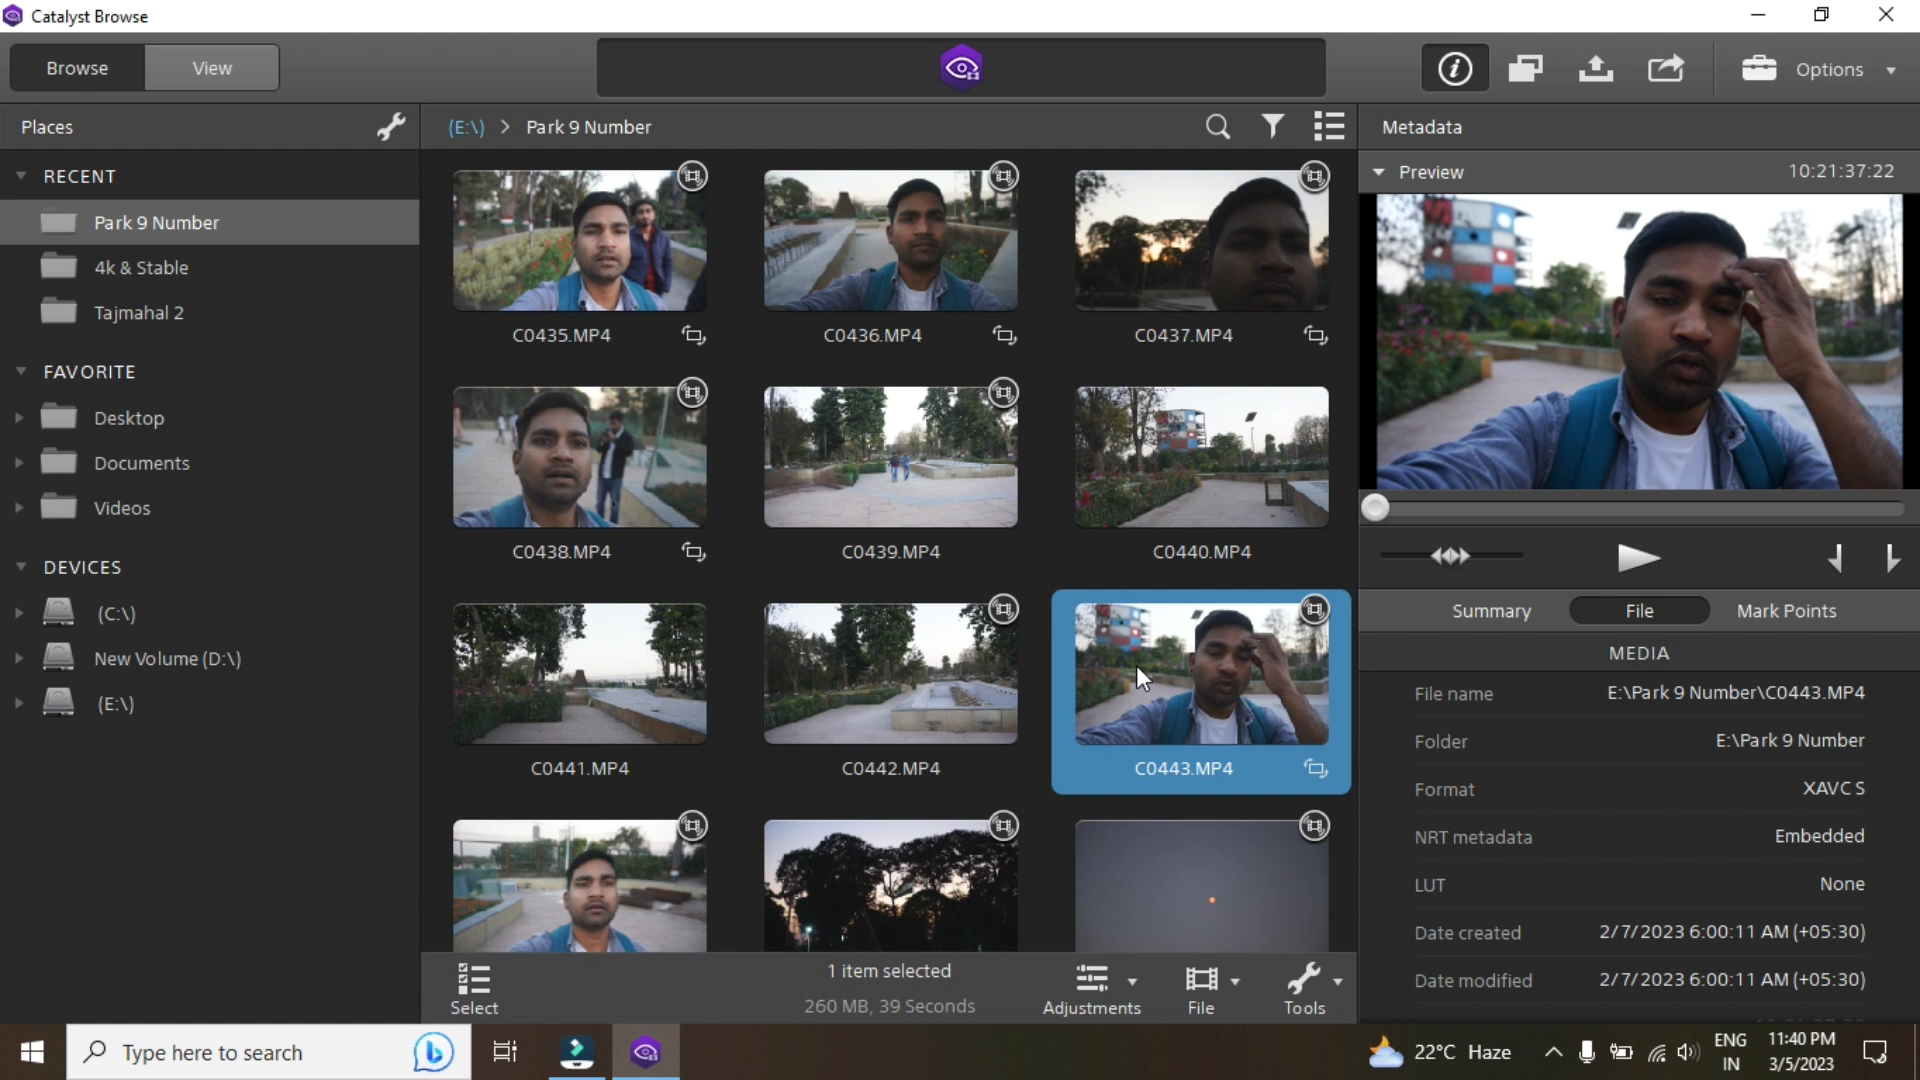 Catalyst Browse
Browse
View
Options
Places
(E:\) > Park 9 Number
Metadata
RECENT
Park 9 Number
4k & Stable
Tajmahal 2
FAVORITE
Desktop
Documents
Videos
DEVICES
(C:\)
New Volume (D:\)
(E:\)
C0435.MP4
C0436.MP4
C0437.MP4
C0438.MP4
C0439.MP4
C0440.MP4
C0441.MP4
C0442.MP4
C0443.MP4
Select
1 item selected
260 MB, 39 Seconds
Adjustments
File
Tools
Preview
10:21:37:22
Summary
File
Mark Points
MEDIA
File name E:\Park 9 Number\C0443.MP4
Folder E:\Park 9 Number
Format XAVC S
NRT metadata Embedded
LUT None
Date created 2/7/2023 6:00:11 AM (+05:30)
Date modified 2/7/2023 6:00:11 AM (+05:30)
Type here to search
22°C Haze
ENG
IN
11:40 PM
3/5/2023